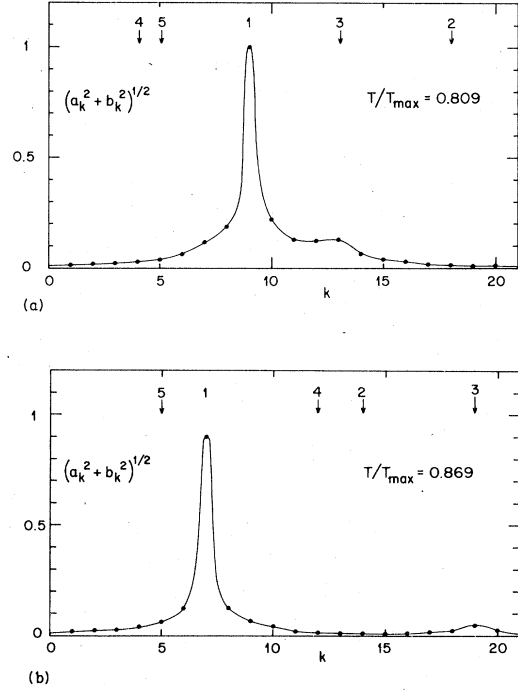 4 5 1 3 2
1
(a_k^2 + b_k^2)^1/2
T/T_max = 0.809
0.5
0
0 5 10 15 20
k
(a)
5 1 4 2 3
1
(a_k^2 + b_k^2)^1/2
T/T_max = 0.869
0.5
0
0 5 10 15 20
k
(b)